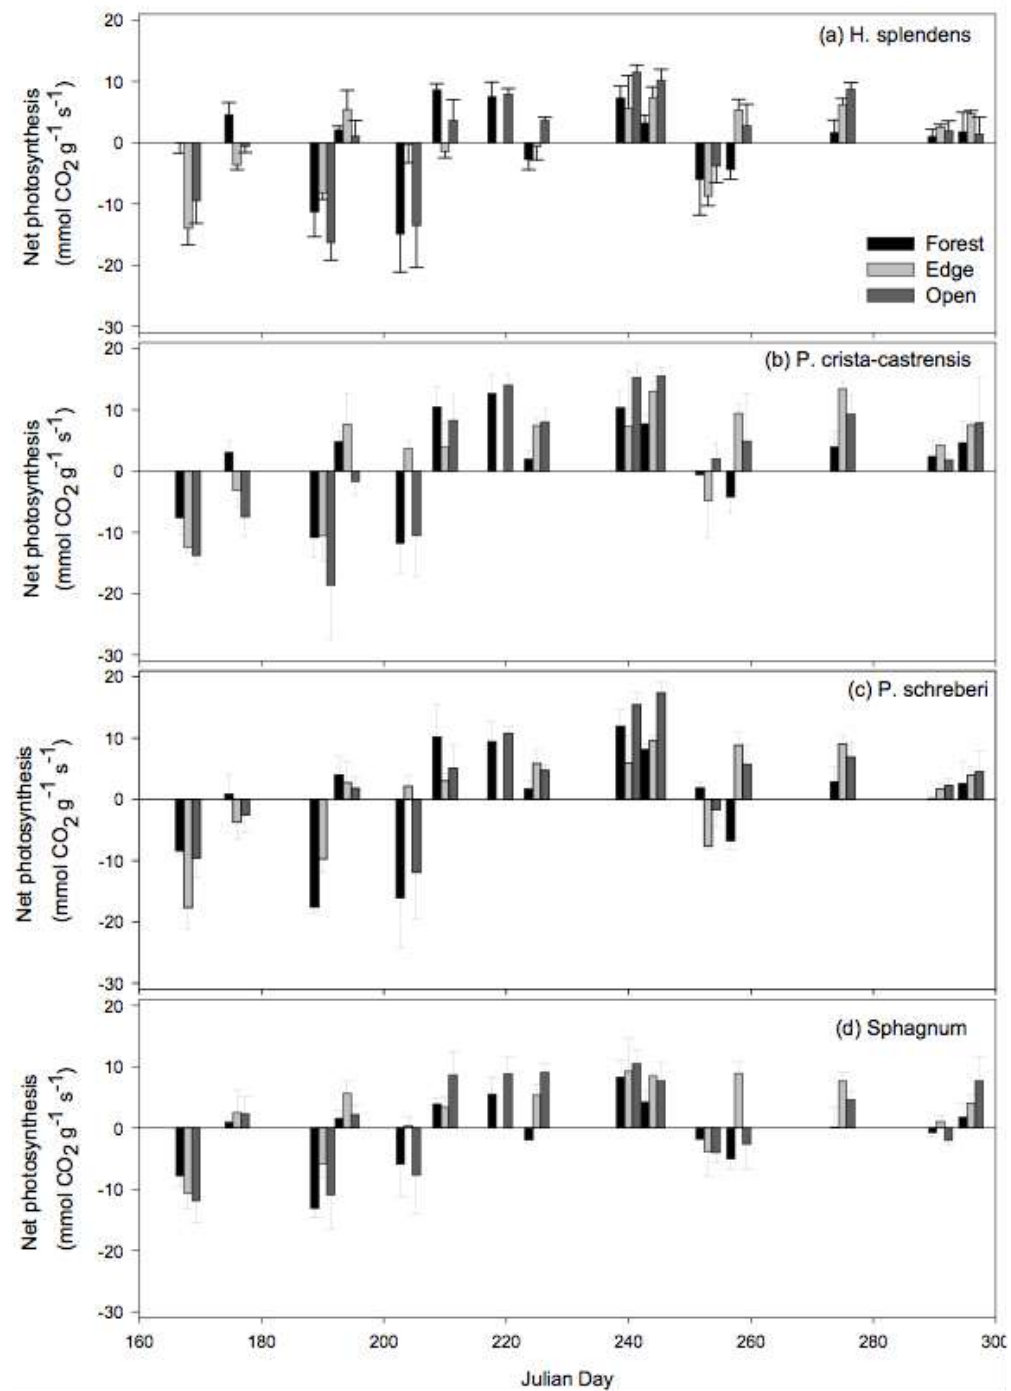 20
(a) H. splendens
10
0
-10
-20
-30
Net photosynthesis
(mmol CO2 g-1 s-1)
Forest
Edge
Open
20
(b) P. crista-castrensis
10
0
-10
-20
-30
Net photosynthesis
(mmol CO2 g-1 s-1)
20
(c) P. schreberi
10
0
-10
-20
-30
Net photosynthesis
(mmol CO2 g-1 s-1)
20
(d) Sphagnum
10
0
-10
-20
-30
Net photosynthesis
(mmol CO2 g-1 s-1)
160 180 200 220 240 260 280 300
Julian Day